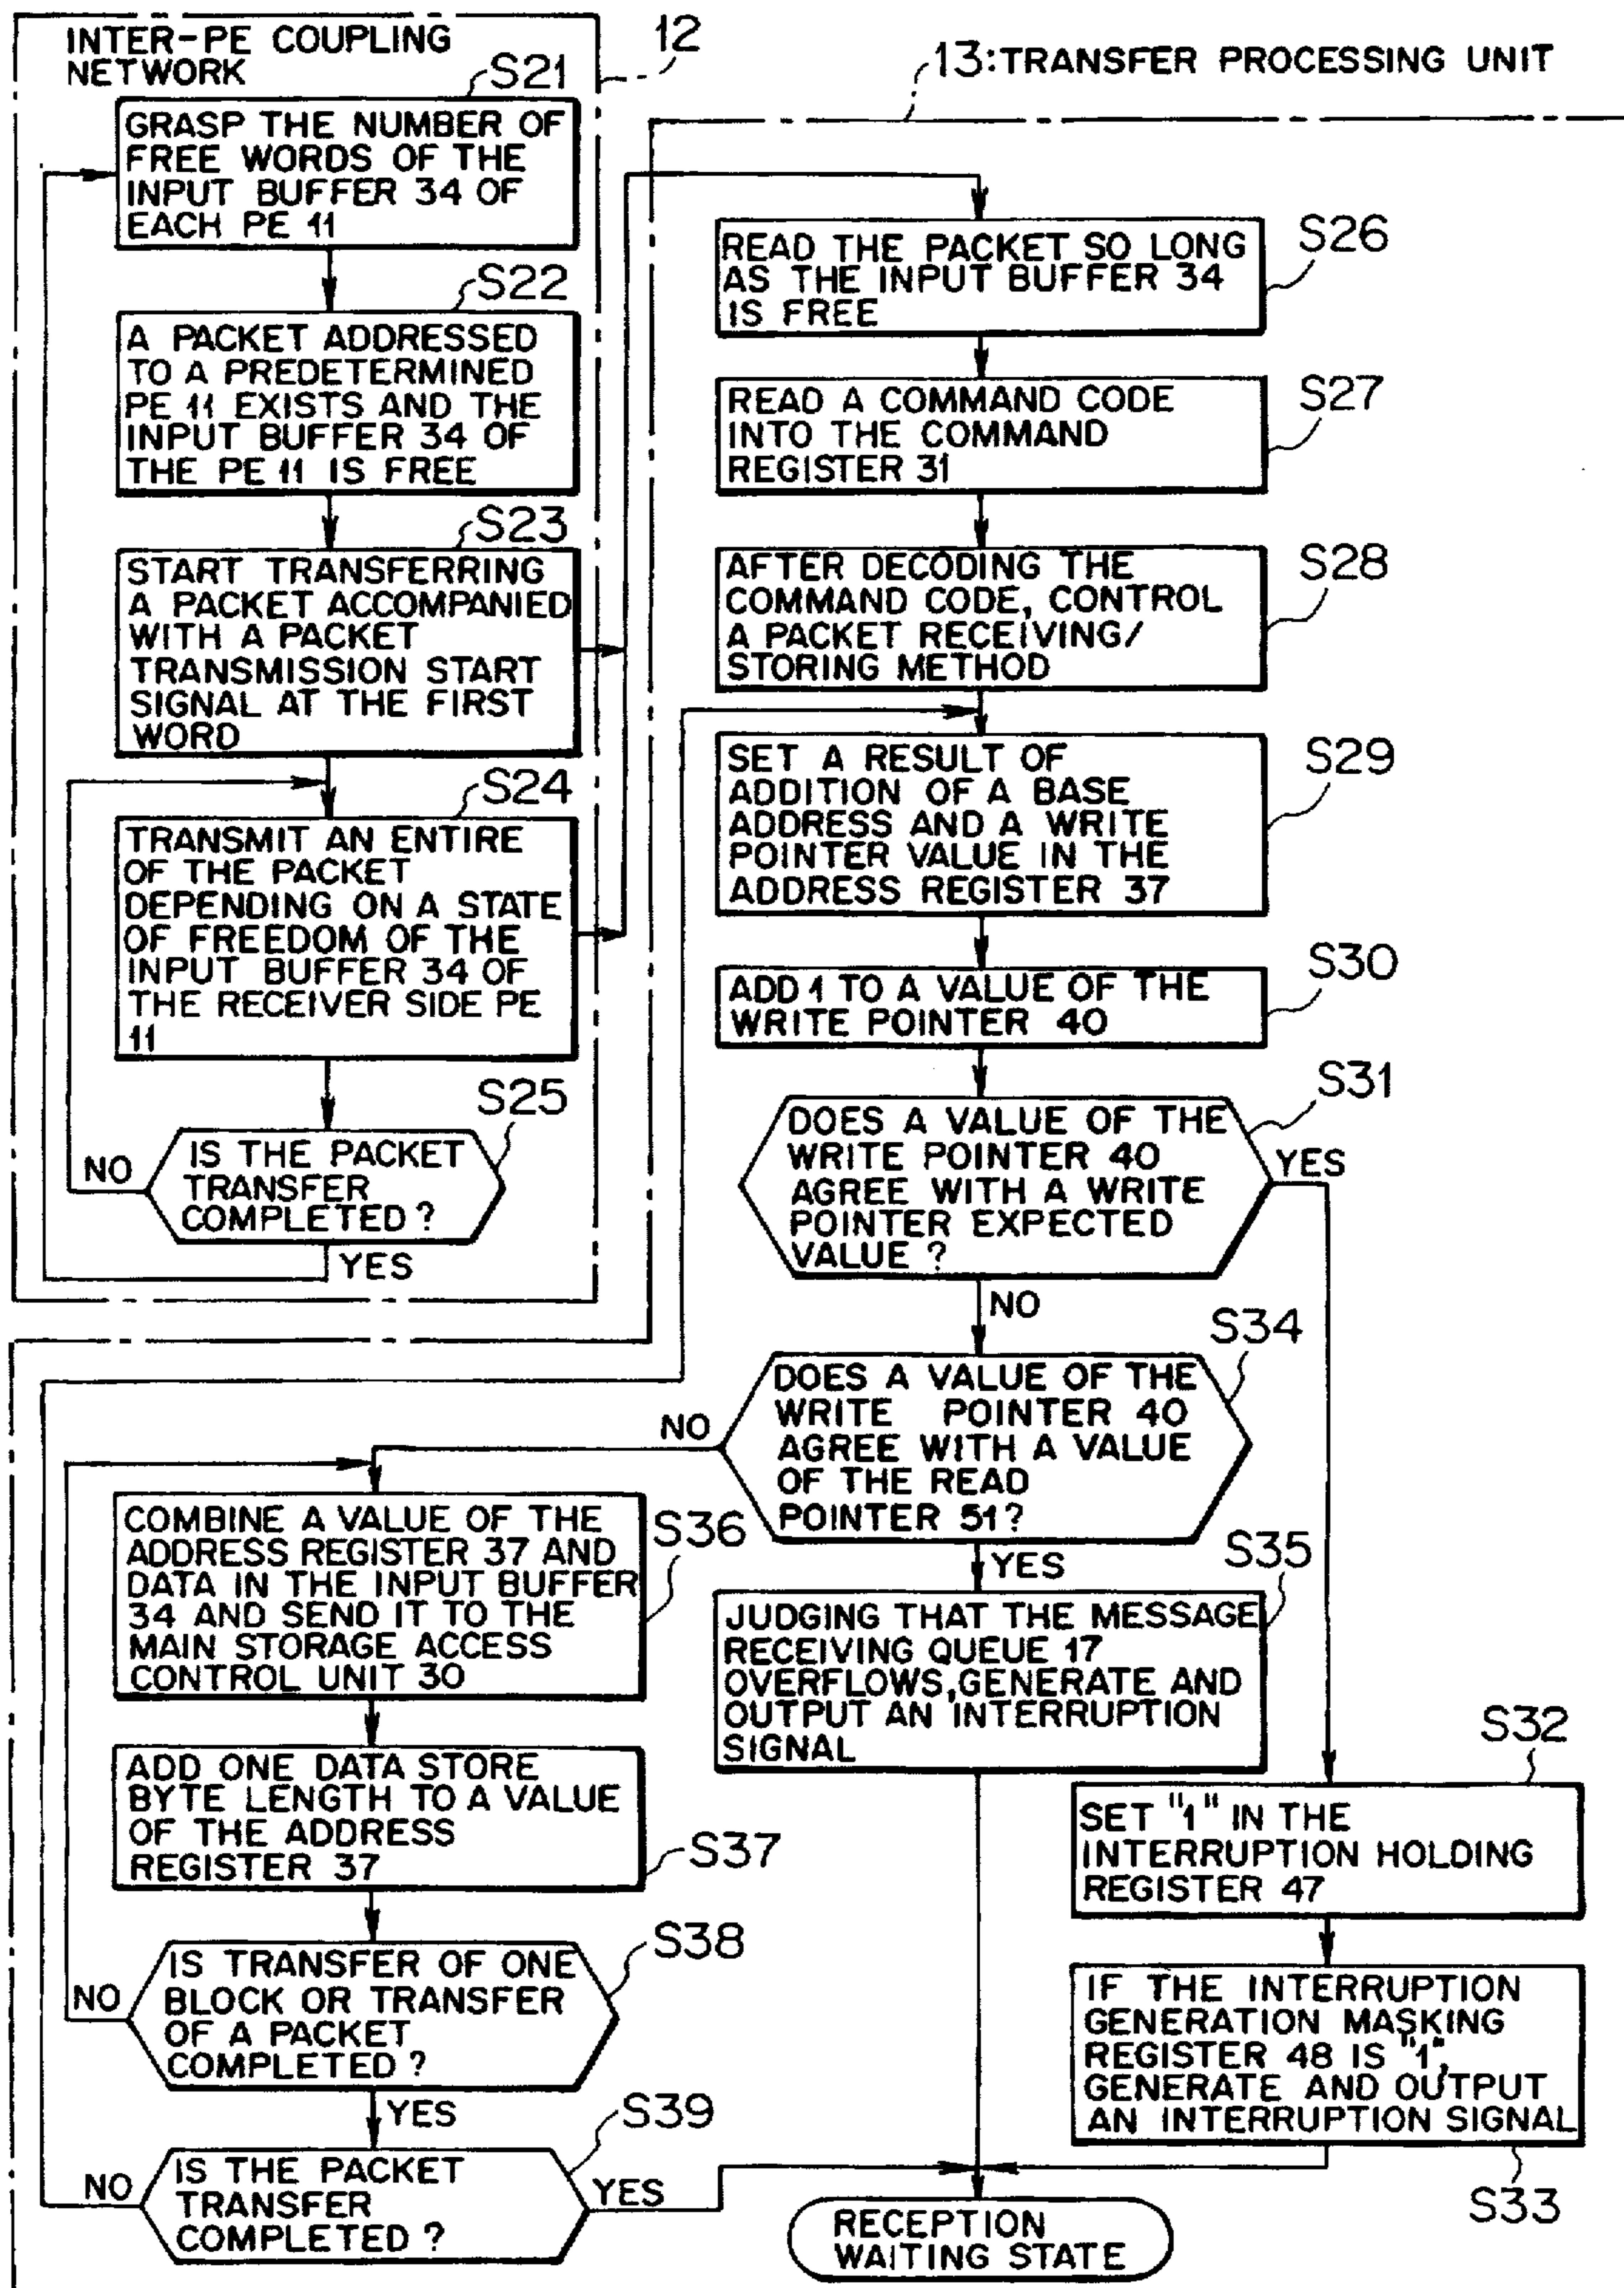 INTER-PE COUPLING
NETWORK
12
S21
GRASP THE NUMBER OF
FREE WORDS OF THE
INPUT BUFFER 34 OF
EACH PE 11
S22
A PACKET ADDRESSED
TO A PREDETERMINED
PE 11 EXISTS AND THE
INPUT BUFFER 34 OF
THE PE 11 IS FREE
S23
START TRANSFERRING
A PACKET ACCOMPANIED
WITH A PACKET
TRANSMISSION START
SIGNAL AT THE FIRST
WORD
S24
TRANSMIT AN ENTIRE
OF THE PACKET
DEPENDING ON A STATE
OF FREEDOM OF THE
INPUT BUFFER 34 OF
THE RECEIVER SIDE PE
11
S25
IS THE PACKET
TRANSFER
COMPLETED ?
NO
YES
13:TRANSFER PROCESSING UNIT
S26
READ THE PACKET SO LONG
AS THE INPUT BUFFER 34
IS FREE
S27
READ A COMMAND CODE
INTO THE COMMAND
REGISTER 31
S28
AFTER DECODING THE
COMMAND CODE, CONTROL
A PACKET RECEIVING/
STORING METHOD
S29
SET A RESULT OF
ADDITION OF A BASE
ADDRESS AND A WRITE
POINTER VALUE IN THE
ADDRESS REGISTER 37
S30
ADD 1 TO A VALUE OF THE
WRITE POINTER 40
S31
DOES A VALUE OF THE
WRITE POINTER 40
AGREE WITH A WRITE
POINTER EXPECTED
VALUE ?
YES
NO
S34
DOES A VALUE OF THE
WRITE POINTER 40
AGREE WITH A VALUE
OF THE READ
POINTER 51?
NO
YES
S35
JUDGING THAT THE MESSAGE
RECEIVING QUEUE 17
OVERFLOWS,GENERATE AND
OUTPUT AN INTERRUPTION
SIGNAL
S32
SET "1" IN THE
INTERRUPTION HOLDING
REGISTER 47
IF THE INTERRUPTION
GENERATION MASKING
REGISTER 48 IS "1",
GENERATE AND OUTPUT
AN INTERRUPTION SIGNAL
S33
S36
COMBINE A VALUE OF THE
ADDRESS REGISTER 37 AND
DATA IN THE INPUT BUFFER
34 AND SEND IT TO THE
MAIN STORAGE ACCESS
CONTROL UNIT 30
ADD ONE DATA STORE
BYTE LENGTH TO A VALUE
OF THE ADDRESS
REGISTER 37
S37
S38
IS TRANSFER OF ONE
BLOCK OR TRANSFER
OF A PACKET
COMPLETED ?
NO
YES
S39
IS THE PACKET
TRANSFER
COMPLETED ?
NO
YES
RECEPTION
WAITING STATE